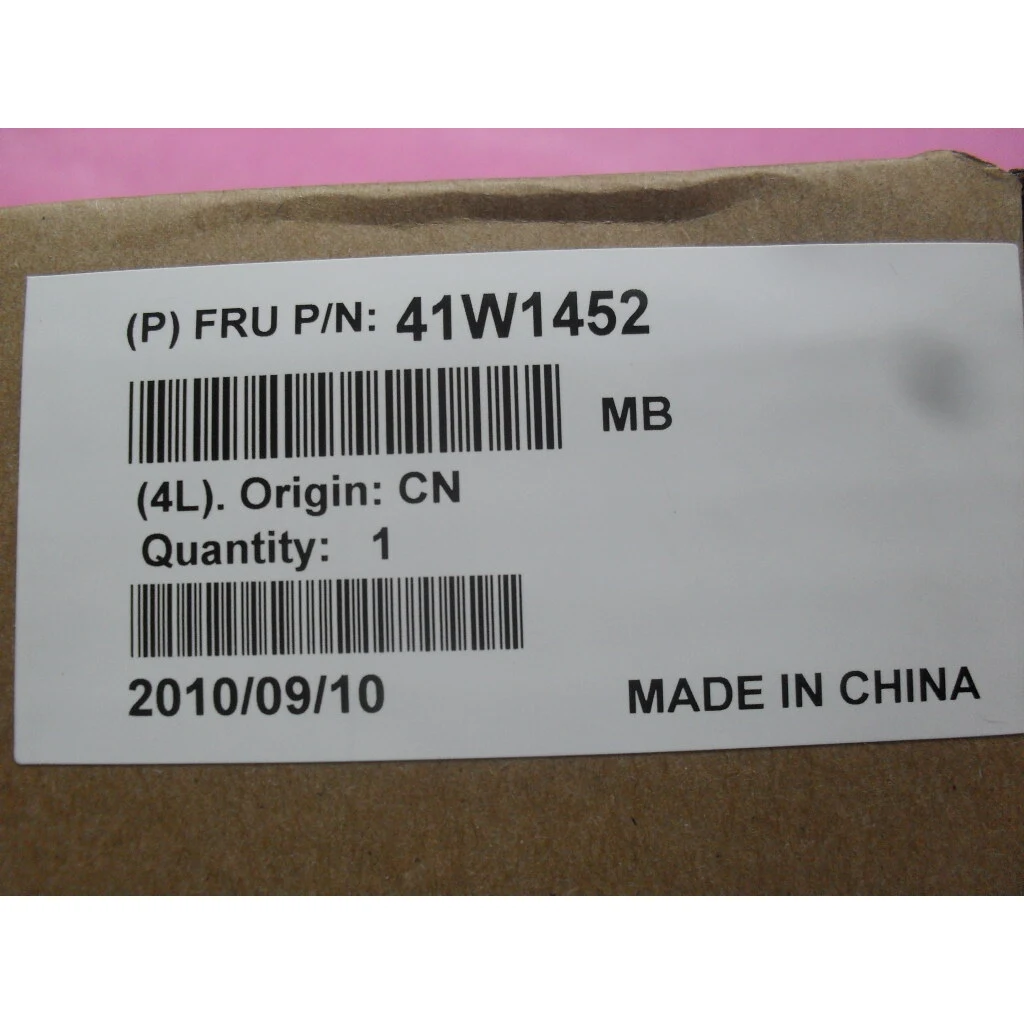 (P) FRU P/N: 41W1452
MB
(4L). Origin: CN
Quantity: 1
2010/09/10
MADE IN CHINA